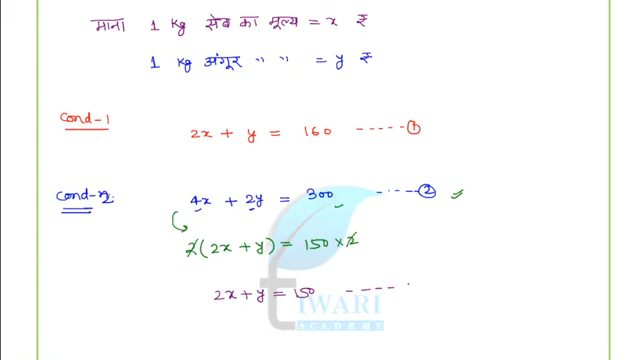 माना 1 Kg सेब का मूल्य = x ₹
1 Kg अंगूर " " = y ₹
Cond-1
2x + y = 160 ----- ①
Cond-2
4x + 2y = 300 ----- ②
2(2x + y) = 150 × 2
2x + y = 150 ----
TIWARI
ACADEMY